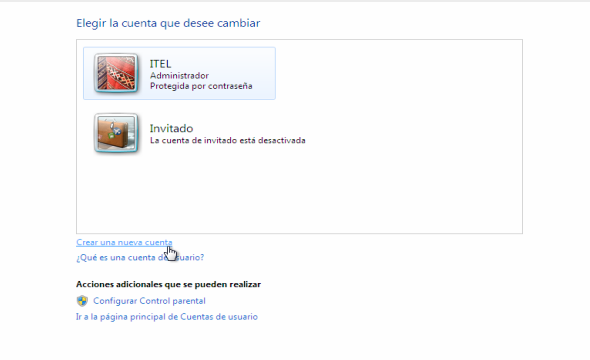 Elegir la cuenta que desee cambiar
ITEL
Administrador
Protegida por contraseña
Invitado
La cuenta de invitado está desactivada
Crear una nueva cuenta
¿Qué es una cuenta de usuario?
Acciones adicionales que se pueden realizar
Configurar Control parental
Ir a la página principal de Cuentas de usuario